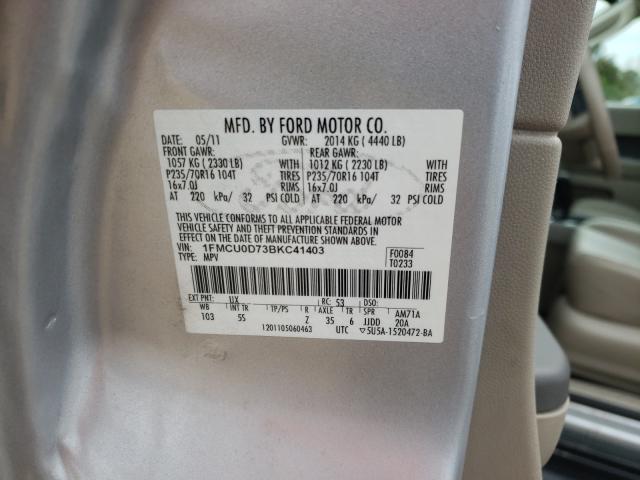 MFD. BY FORD MOTOR CO.
DATE: 05/11 GVWR: 2014 KG ( 4440 LB)
FRONT GAWR: REAR GAWR:
1057 KG ( 2330 LB) WITH 1012 KG ( 2230 LB) WITH
P235/70R16 104T TIRES P235/70R16 104T TIRES
16x7.0J RIMS 16x7.0J RIMS
AT 220 kPa/ 32 PSI COLD AT 220 kPa/ 32 PSI COLD
THIS VEHICLE CONFORMS TO ALL APPLICABLE FEDERAL MOTOR
VEHICLE SAFETY AND THEFT PREVENTION STANDARDS IN EFFECT
ON THE DATE OF MANUFACTURE SHOWN ABOVE.
VIN: 1FMCU0D73BKC41403 F0084
TYPE: MPV T0233
EXT PNT: UX RC: 53 DSO:
WB INT TR TP/PS R AXLE TR SPR AM71A
103 5S Z 35 6 JJDD 20A
1201105060463 UTC ▽5U5A-1520472-BA